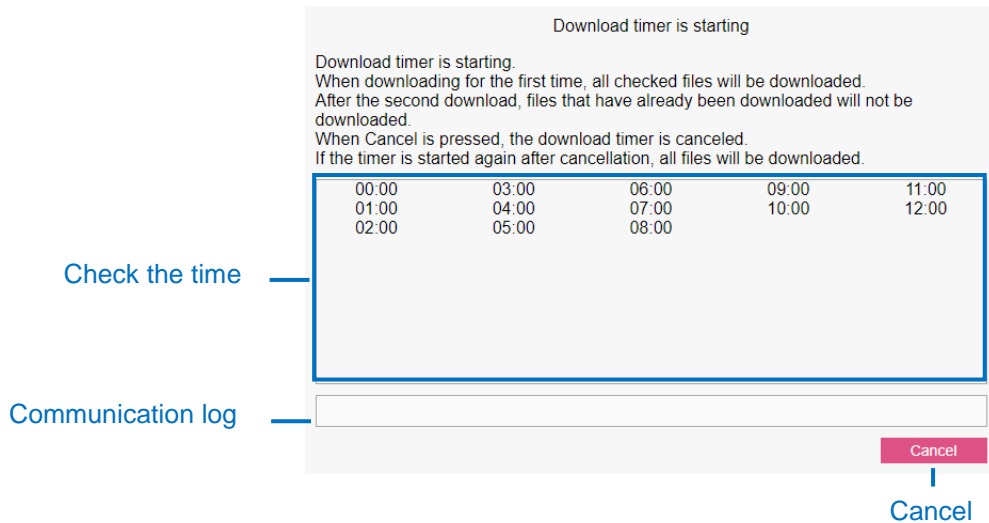 Download timer is starting
Download timer is starting.
When downloading for the first time, all checked files will be downloaded.
After the second download, files that have already been downloaded will not be
downloaded.
When Cancel is pressed, the download timer is canceled.
If the timer is started again after cancellation, all files will be downloaded.
00:00 03:00 06:00 09:00 11:00
01:00 04:00 07:00 10:00 12:00
02:00 05:00 08:00
Check the time
Communication log
Cancel
Cancel